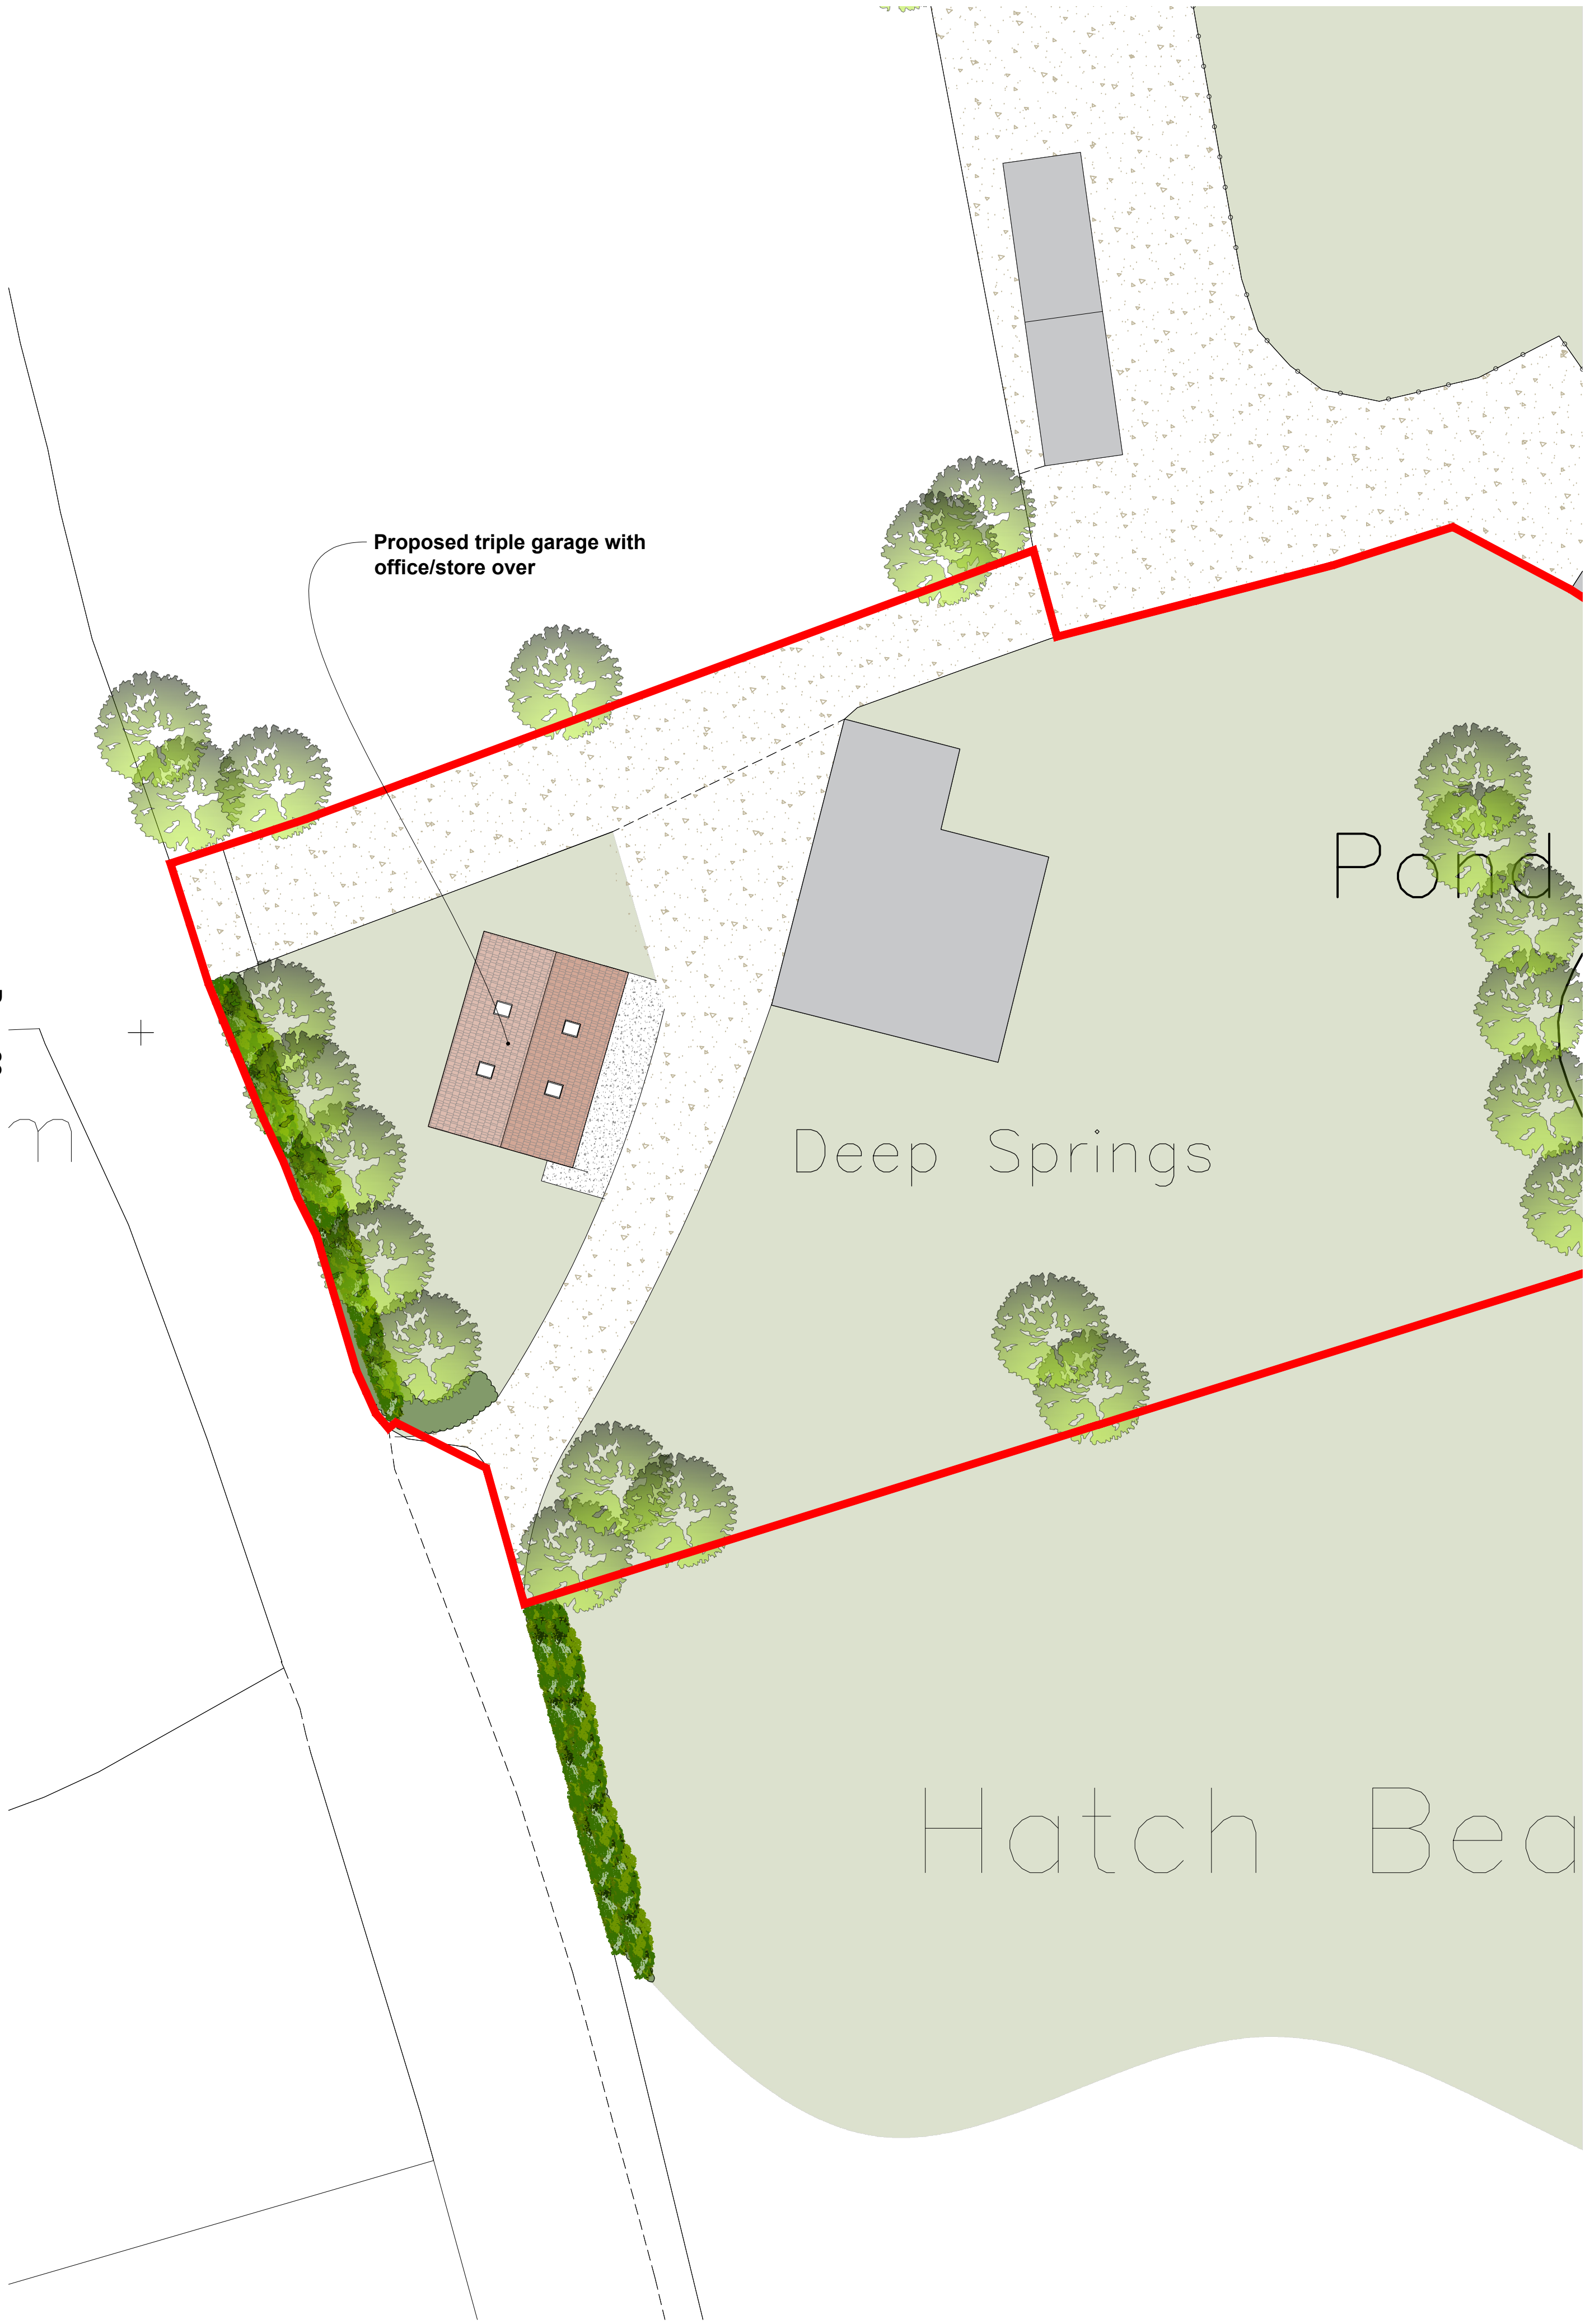 Proposed triple garage with
office/store over
Pond
Deep Springs
m
Hatch Bea